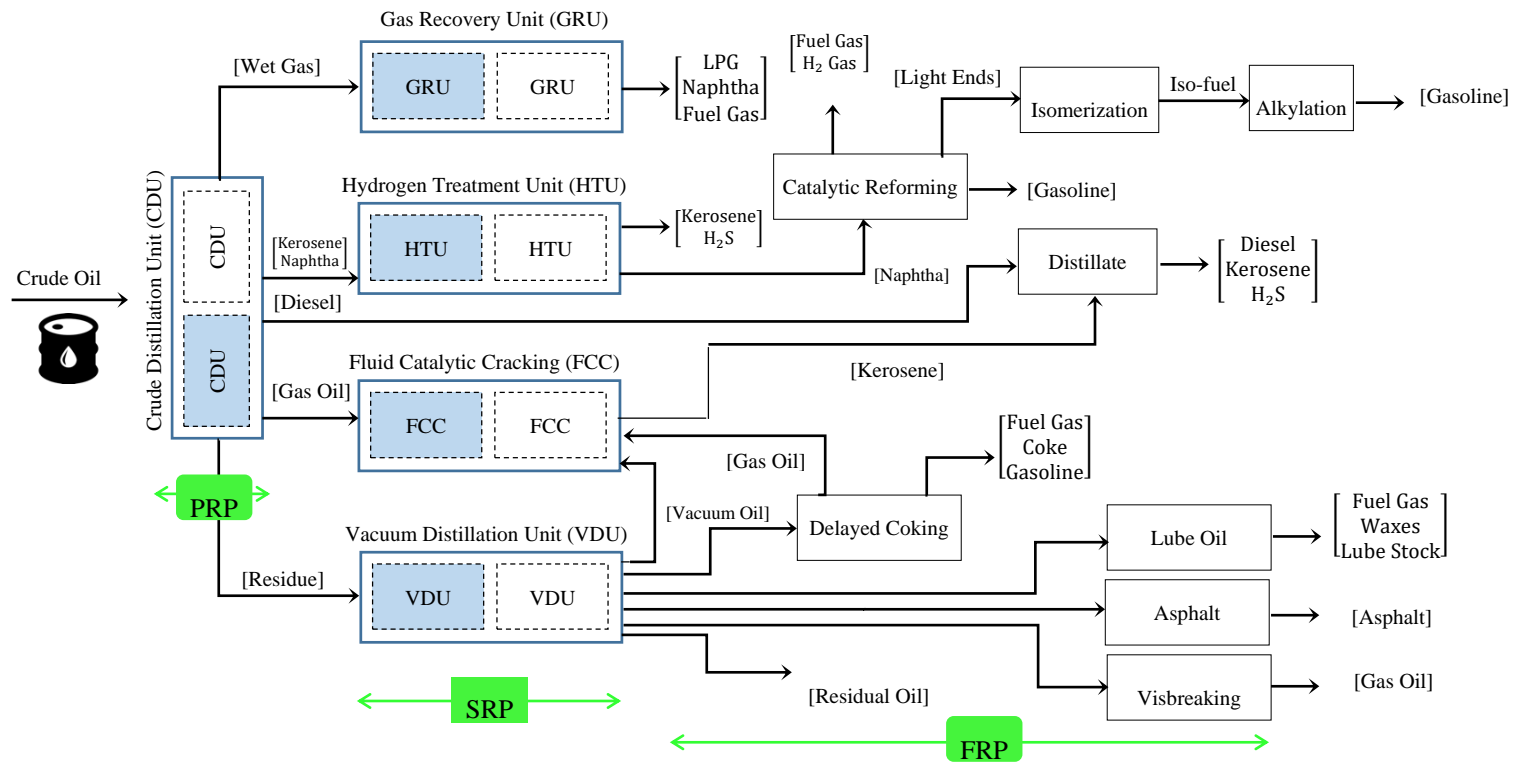 Gas Recovery Unit (GRU)
[Wet Gas]
GRU
GRU
LPG
Naphtha
Fuel Gas
Fuel Gas
H₂ Gas
[Light Ends]
Isomerization
Iso-fuel
Alkylation
[Gasoline]
Crude Distillation Unit (CDU)
CDU
CDU
Hydrogen Treatment Unit (HTU)
[Kerosene
Naphtha]
HTU
HTU
[Kerosene
H₂S]
Catalytic Reforming
[Gasoline]
[Naphtha]
Crude Oil
[Diesel]
Distillate
Diesel
Kerosene
H₂S
Fluid Catalytic Cracking (FCC)
[Gas Oil]
FCC
FCC
[Kerosene]
[Gas Oil]
Fuel Gas
Coke
Gasoline
PRP
[Vacuum Oil]
Delayed Coking
Vacuum Distillation Unit (VDU)
[Residue]
VDU
VDU
Lube Oil
Fuel Gas
Waxes
Lube Stock
Asphalt
[Asphalt]
[Residual Oil]
Visbreaking
[Gas Oil]
SRP
FRP